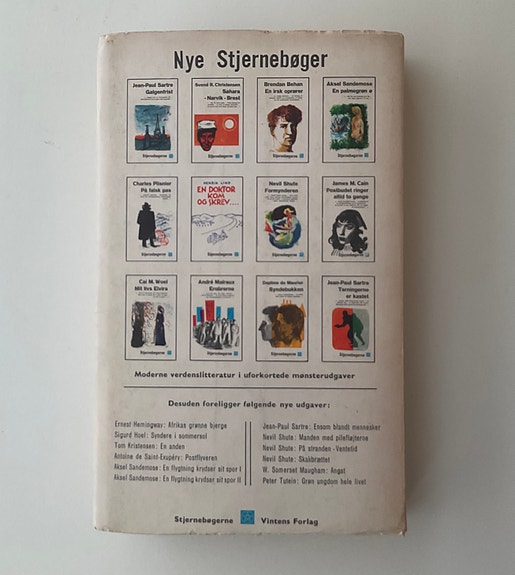 Nye Stjernebøger
Jean-Paul Sartre
Galgenfrist
Stjernebøgerne
Svend R. Christensen
Sahara
- Narvik - Brest
Stjernebøgerne
Brendan Behan
En irsk oprører
Stjernebøgerne
Aksel Sandemose
En palmegrøn ø
Stjernebøgerne
Charles Plisnier
På falsk pas
Stjernebøgerne
EN DOKTOR
KOM
OG SKREV....
Stjernebøgerne
Nevil Shute
Formynderen
Stjernebøgerne
James M. Cain
Postbudet ringer
altid to gange
Stjernebøgerne
Cai M. Woel
Mit livs Elvira
Stjernebøgerne
André Malraux
Erobrerne
Stjernebøgerne
Daphne du Maurier
Syndebukken
Stjernebøgerne
Jean-Paul Sartre
Terningerne
er kastet
Stjernebøgerne
Moderne verdenslitteratur i uforkortede mønsterudgaver
Desuden foreligger følgende nye udgaver:
Ernest Hemingway: Afrikas grønne bjerge
Sigurd Hoel: Syndere i sommersol
Tom Kristensen: En anden
Antoine de Saint-Exupéry: Postflyveren
Aksel Sandemose: En flygtning krydser sit spor I
Aksel Sandemose: En flygtning krydser sit spor II
Jean-Paul Sartre: Ensom blandt mennesker
Nevil Shute: Manden med pilefløjterne
Nevil Shute: På stranden - Ventetid
Nevil Shute: Skakbrættet
W. Somerset Maugham: Angst
Peter Tutein: Grøn ungdom hele livet
Stjernebøgerne Vintens Forlag